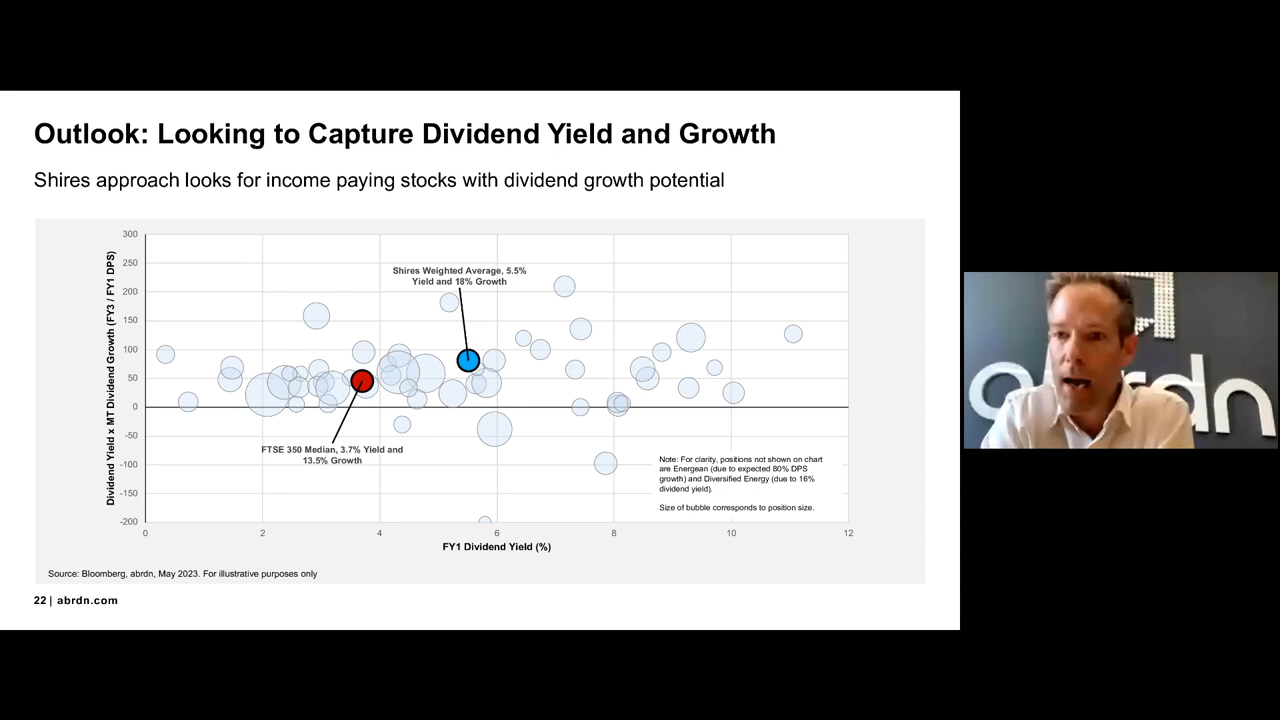 Outlook: Looking to Capture Dividend Yield and Growth
Shires approach looks for income paying stocks with dividend growth potential
Dividend Yield x MT Dividend Growth (FY3 / FY1 DPS)
300
250
200
150
100
50
0
-50
-100
-150
-200
Shires Weighted Average, 5.5%
Yield and 18% Growth
FTSE 350 Median, 3.7% Yield and
13.5% Growth
Note: For clarity, positions not shown on chart
are Energean (due to expected 80% DPS
growth) and Diversified Energy (due to 16%
dividend yield).
Size of bubble corresponds to position size.
0 2 4 6 8 10 12
FY1 Dividend Yield (%)
Source: Bloomberg, abrdn, May 2023. For illustrative purposes only
22 | abrdn.com
abrdn